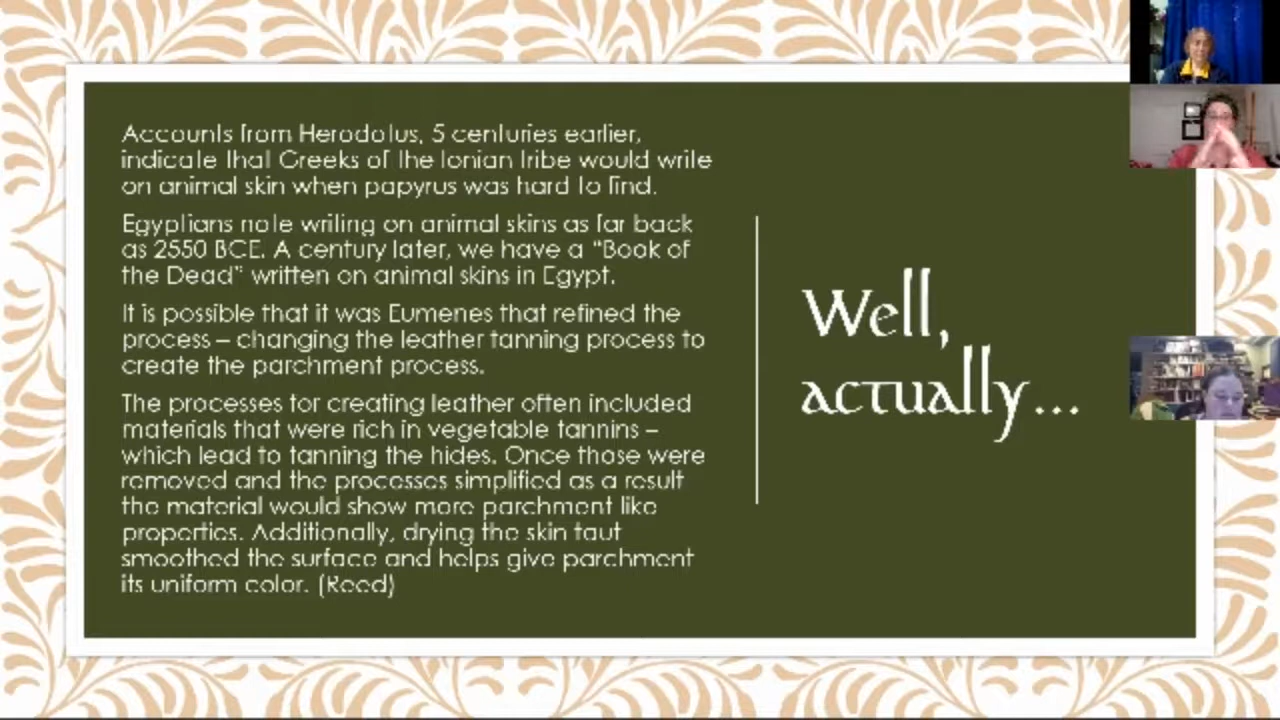 Accounts from Herodotus, 5 centuries earlier,
indicate that Greeks of the Ionian tribe would write
on animal skin when papyrus was hard to find.
Egyptians note writing on animal skins as far back
as 2550 BCE. A century later, we have a “Book of
the Dead” written on animal skins in Egypt.
It is possible that it was Eumenes that refined the
process – changing the leather tanning process to
create the parchment process.
The processes for creating leather often included
materials that were rich in vegetable tannins –
which lead to tanning the hides. Once those were
removed and the processes simplified as a result
the material would show more parchment like
properties. Additionally, drying the skin taut
smoothed the surface and helps give parchment
its uniform color. (Reed)
Well,
actually...